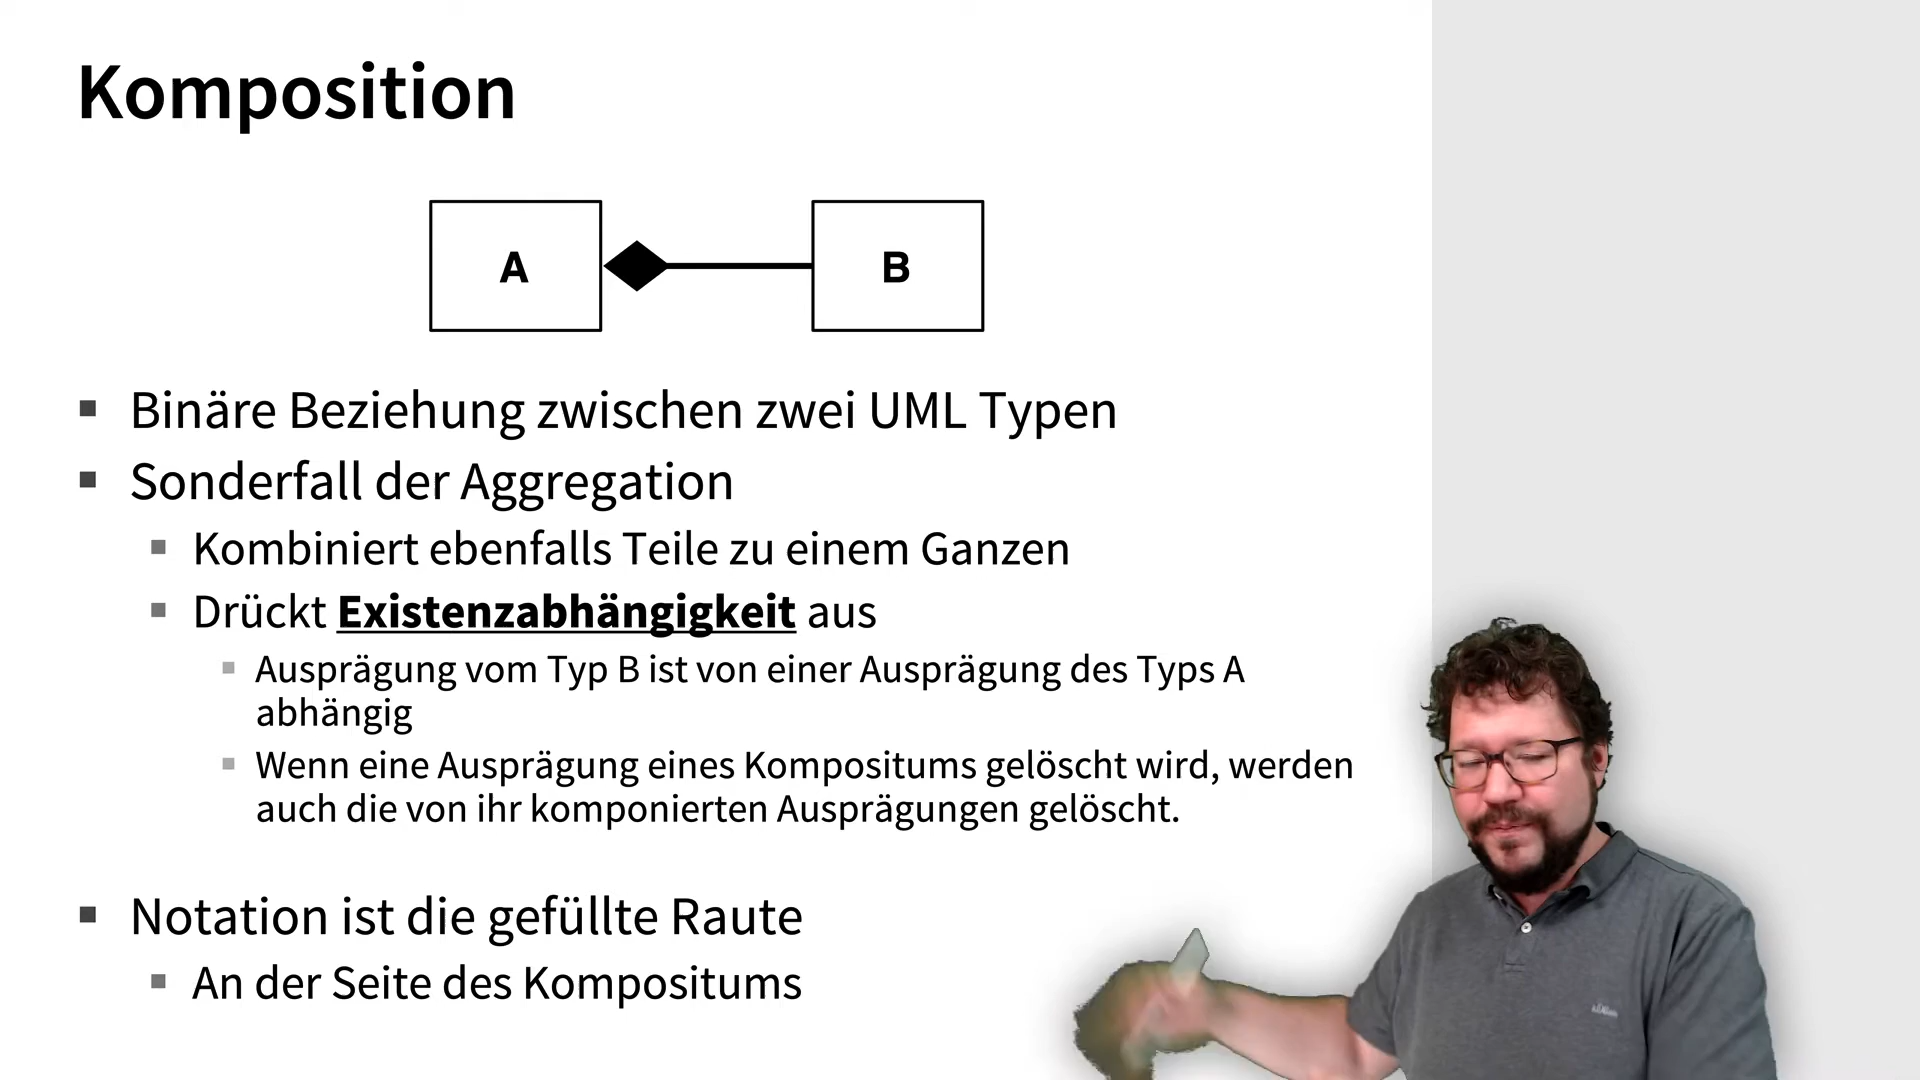 Komposition
A
B
Binäre Beziehung zwischen zwei UML Typen
Sonderfall der Aggregation
Kombiniert ebenfalls Teile zu einem Ganzen
Drückt Existenzabhängigkeit aus
Ausprägung vom Typ B ist von einer Ausprägung des Typs A
abhängig
Wenn eine Ausprägung eines Kompositums gelöscht wird, werden
auch die von ihr komponierten Ausprägungen gelöscht.
Notation ist die gefüllte Raute
An der Seite des Kompositums